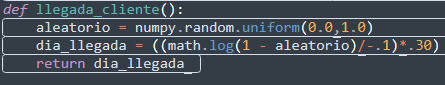 def llegada_cliente():
aleatorio = numpy.random.uniform(0.0,1.0)
dia_llegada = ((math.log(1 - aleatorio)/-.1)*.30)
return dia_llegada